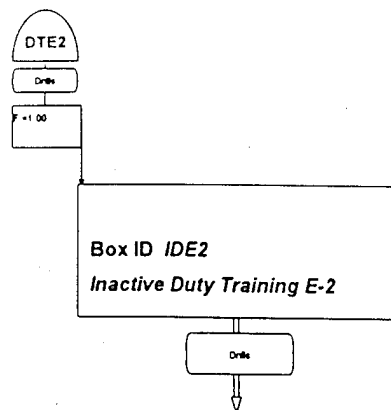 DTE2
Drills
F =1.00
Box ID IDE2
Inactive Duty Training E-2
Drills